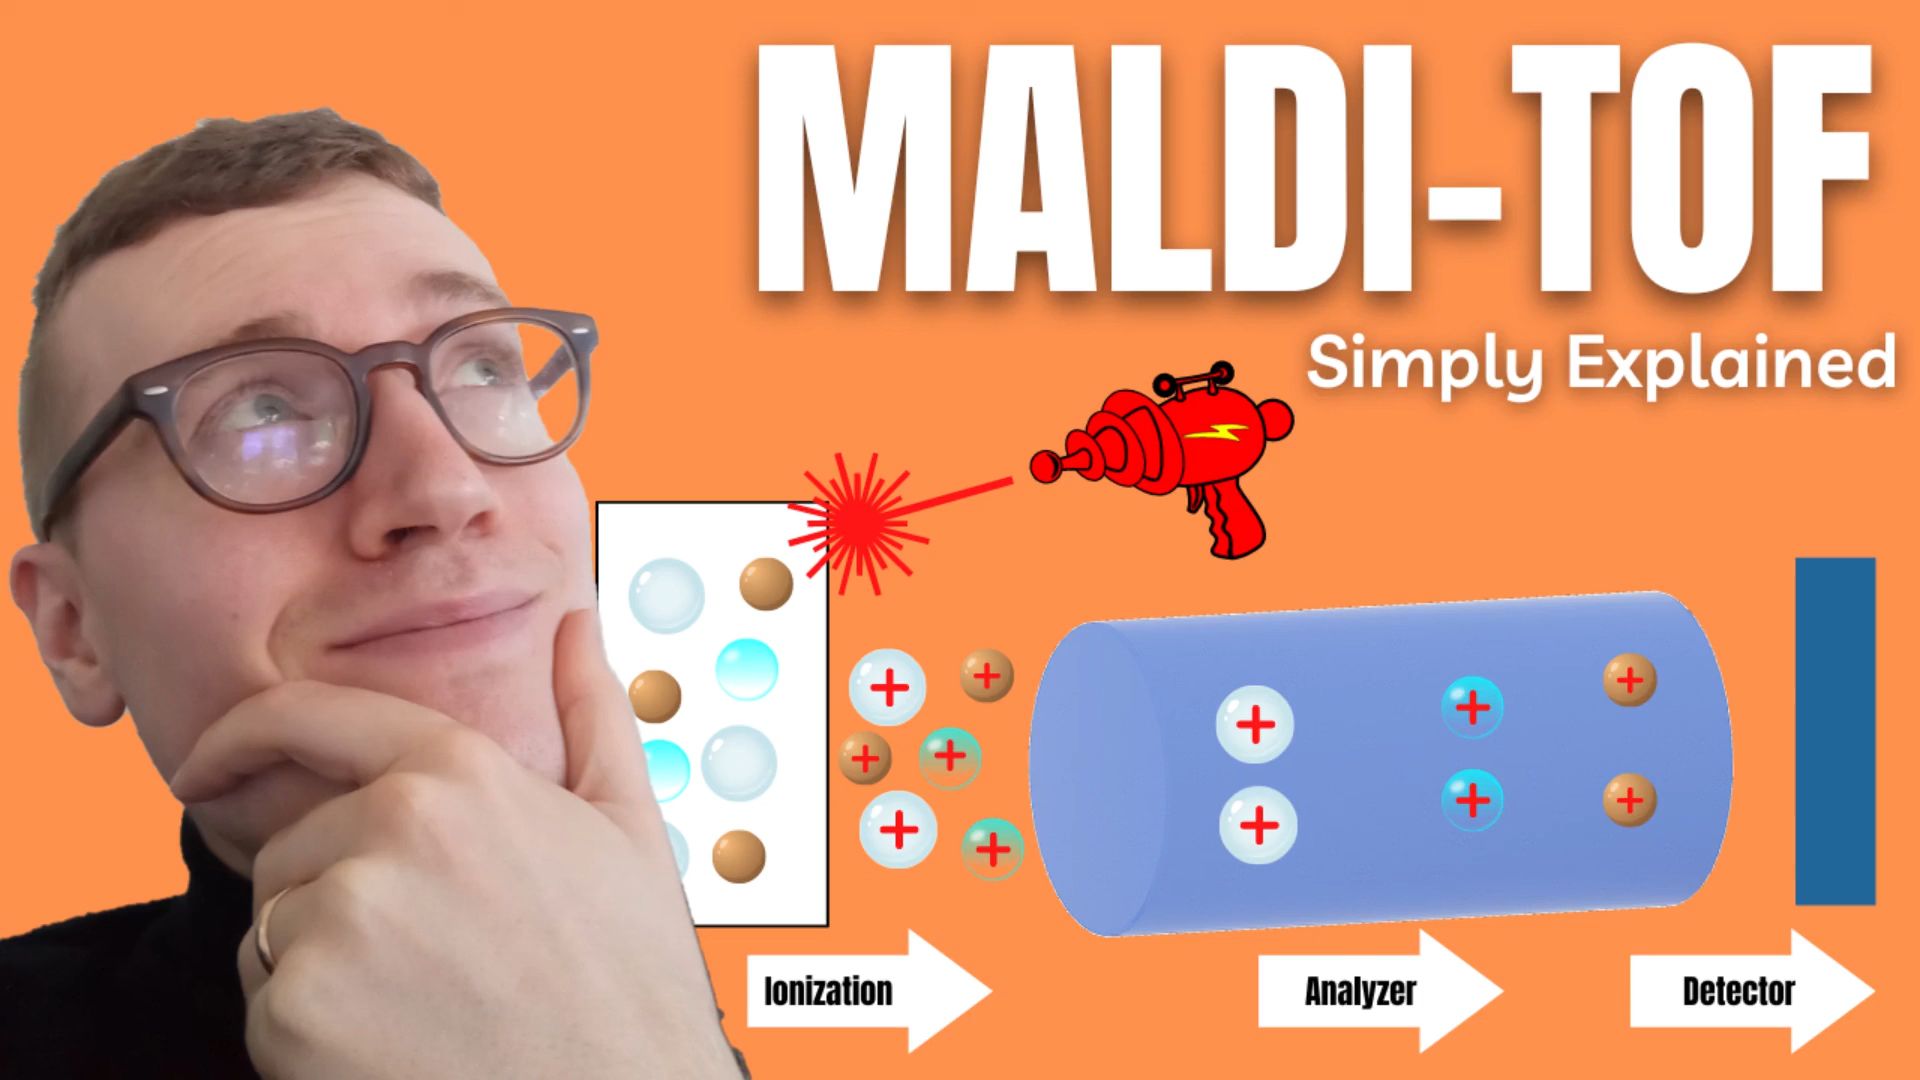 MALDI-TOF
Simply Explained
Ionization
Analyzer
Detector